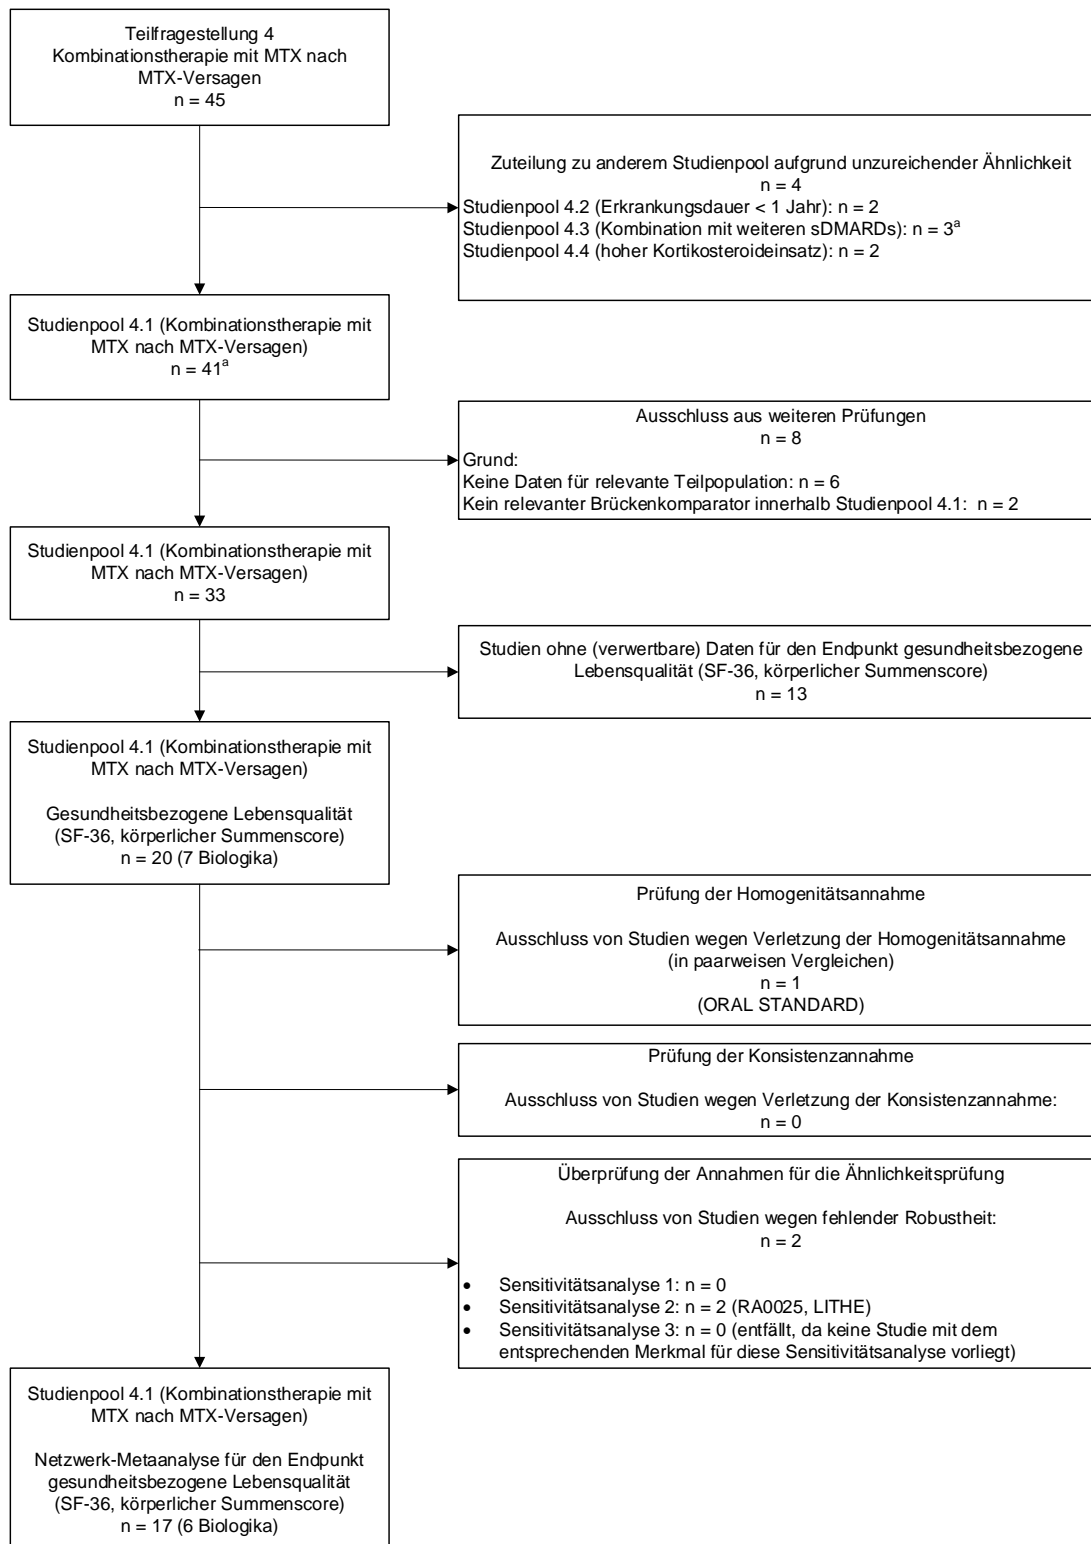 Teilfragestellung 4
Kombinationstherapie mit MTX nach
MTX-Versagen
n = 45
Zuteilung zu anderem Studienpool aufgrund unzureichender Ähnlichkeit
n = 4
Studienpool 4.2 (Erkrankungsdauer < 1 Jahr): n = 2
Studienpool 4.3 (Kombination mit weiteren sDMARDs): n = 3a
Studienpool 4.4 (hoher Kortikosteroideinsatz): n = 2
Studienpool 4.1 (Kombinationstherapie mit
MTX nach MTX-Versagen)
n = 41a
Ausschluss aus weiteren Prüfungen
n = 8
Grund:
Keine Daten für relevante Teilpopulation: n = 6
Kein relevanter Brückenkomparator innerhalb Studienpool 4.1: n = 2
Studienpool 4.1 (Kombinationstherapie mit
MTX nach MTX-Versagen)
n = 33
Studien ohne (verwertbare) Daten für den Endpunkt gesundheitsbezogene
Lebensqualität (SF-36, körperlicher Summenscore)
n = 13
Studienpool 4.1 (Kombinationstherapie mit
MTX nach MTX-Versagen)
Gesundheitsbezogene Lebensqualität
(SF-36, körperlicher Summenscore)
n = 20 (7 Biologika)
Prüfung der Homogenitätsannahme
Ausschluss von Studien wegen Verletzung der Homogenitätsannahme
(in paarweisen Vergleichen)
n = 1
(ORAL STANDARD)
Prüfung der Konsistenzannahme
Ausschluss von Studien wegen Verletzung der Konsistenzannahme:
n = 0
Überprüfung der Annahmen für die Ähnlichkeitsprüfung
Ausschluss von Studien wegen fehlender Robustheit:
n = 2
• Sensitivitätsanalyse 1: n = 0
• Sensitivitätsanalyse 2: n = 2 (RA0025, LITHE)
• Sensitivitätsanalyse 3: n = 0 (entfällt, da keine Studie mit dem
entsprechenden Merkmal für diese Sensitivitätsanalyse vorliegt)
Studienpool 4.1 (Kombinationstherapie mit
MTX nach MTX-Versagen)
Netzwerk-Metaanalyse für den Endpunkt
gesundheitsbezogene Lebensqualität
(SF-36, körperlicher Summenscore)
n = 17 (6 Biologika)